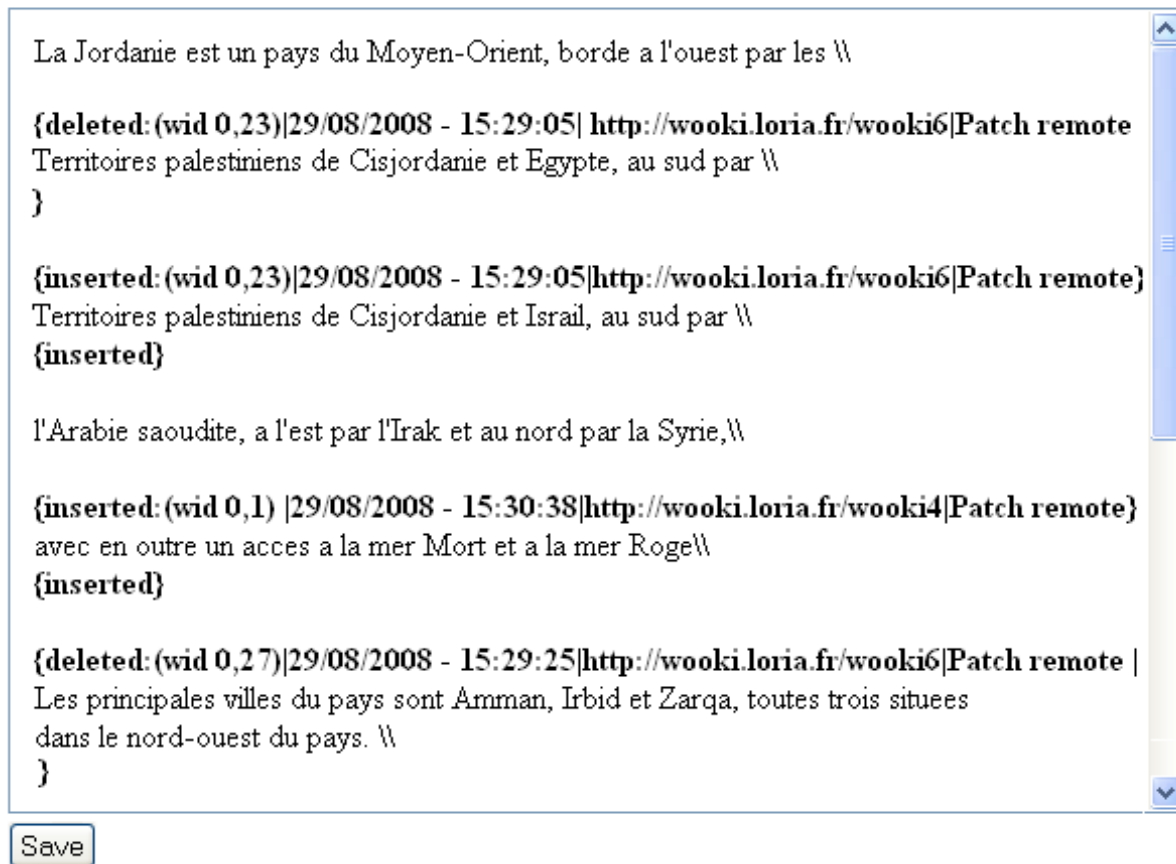 La Jordanie est un pays du Moyen-Orient, borde a l'ouest par les \\
{deleted:(wid 0,23)|29/08/2008 - 15:29:05| http://wooki.loria.fr/wooki6|Patch remote
Territoires palestiniens de Cisjordanie et Egypte, au sud par \\
}
{inserted:(wid 0,23)|29/08/2008 - 15:29:05|http://wooki.loria.fr/wooki6|Patch remote}
Territoires palestiniens de Cisjordanie et Israil, au sud par \\
{inserted}
l'Arabie saoudite, a l'est par l'Irak et au nord par la Syrie,\\
{inserted:(wid 0,1) |29/08/2008 - 15:30:38|http://wooki.loria.fr/wooki4|Patch remote}
avec en outre un acces a la mer Mort et a la mer Roge\\
{inserted}
{deleted:(wid 0,27)|29/08/2008 - 15:29:25|http://wooki.loria.fr/wooki6|Patch remote |
Les principales villes du pays sont Amman, Irbid et Zarqa, toutes trois situees
dans le nord-ouest du pays. \\
}
Save